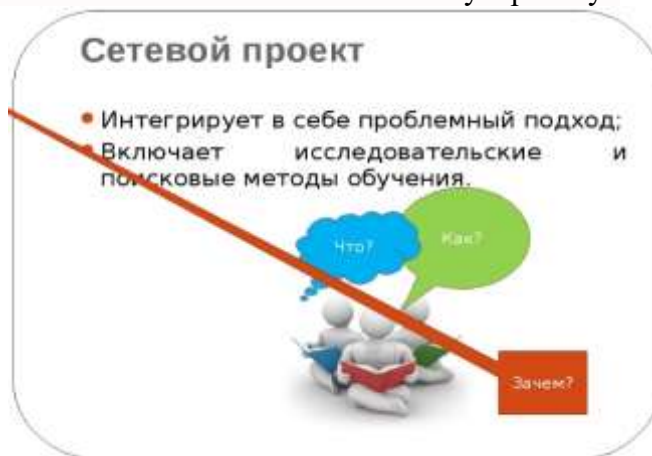 Сетевой проект
Интегрирует в себе проблемный подход;
Включает исследовательские и
поисковые методы обучения.
Что?
Как?
Зачем?